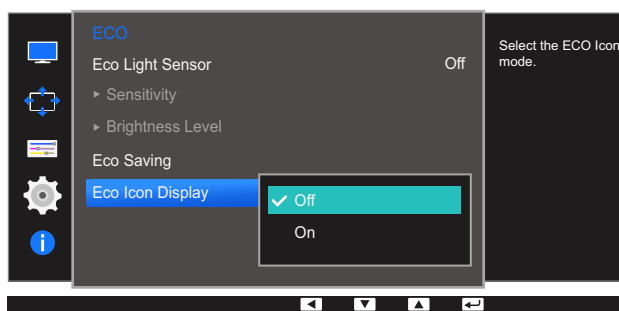 ECO
Eco Light Sensor Off
▸ Sensitivity
▸ Brightness Level
Eco Saving
Eco Icon Display
Off
On
Select the ECO Icon
mode.